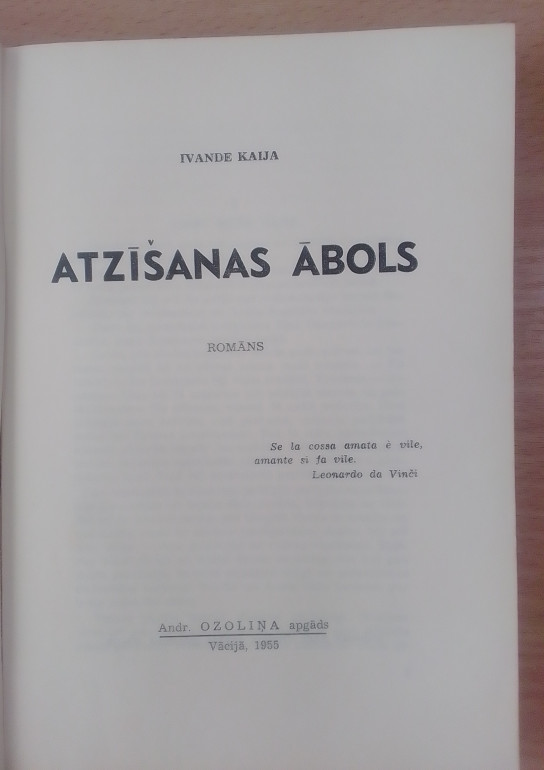 IVANDE KAIJA
ATZĪŠANAS ĀBOLS
ROMĀNS
Se la cossa amata è vile,
amante si fa vile.
Leonardo da Vinči
Andr. OZOLIŅA apgāds
Vācijā, 1955